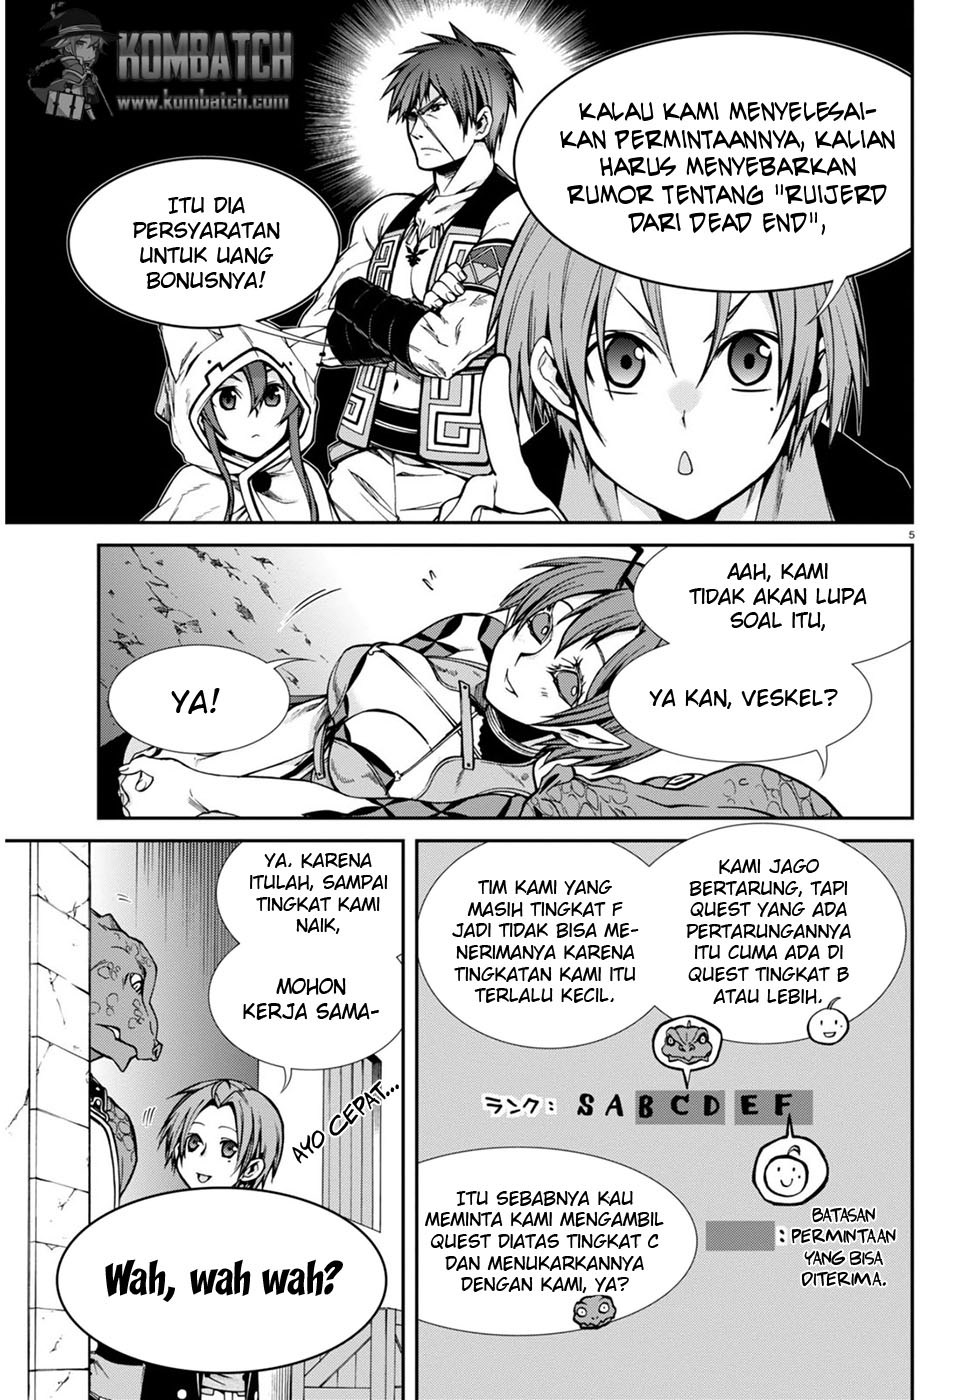 KOMBATCH
www.kombatch.com
KALAU KAMI MENYELESAI-
KAN PERMINTAANNYA, KALIAN
HARUS MENYEBARKAN
RUMOR TENTANG "RUIJERD
DARI DEAD END",
ITU DIA
PERSYARATAN
UNTUK UANG
BONUSNYA!
5
AAH, KAMI
TIDAK AKAN LUPA
SOAL ITU,
YA KAN, VESKEL?
YA!
KAMI JAGO
BERTARUNG, TAPI
QUEST YANG ADA
PERTARUNGANNYA
ITU CUMA ADA DI
QUEST TINGKAT B
ATAU LEBIH.
TIM KAMI YANG
MASIH TINGKAT F
JADI TIDAK BISA ME-
NERIMANYA KARENA
TINGKATAN KAMI ITU
TERLALU KECIL.
ランク: S A B C D E F
: BATASAN
PERMINTAAN
YANG BISA
DITERIMA.
ITU SEBABNYA KAU
MEMINTA KAMI MENGAMBIL
QUEST DIATAS TINGKAT C
DAN MENUKARKANNYA
DENGAN KAMI, YA?
YA. KARENA
ITULAH, SAMPAI
TINGKAT KAMI
NAIK,
MOHON
KERJA SAMA-
AYO CEPAT...
Wah, wah wah?